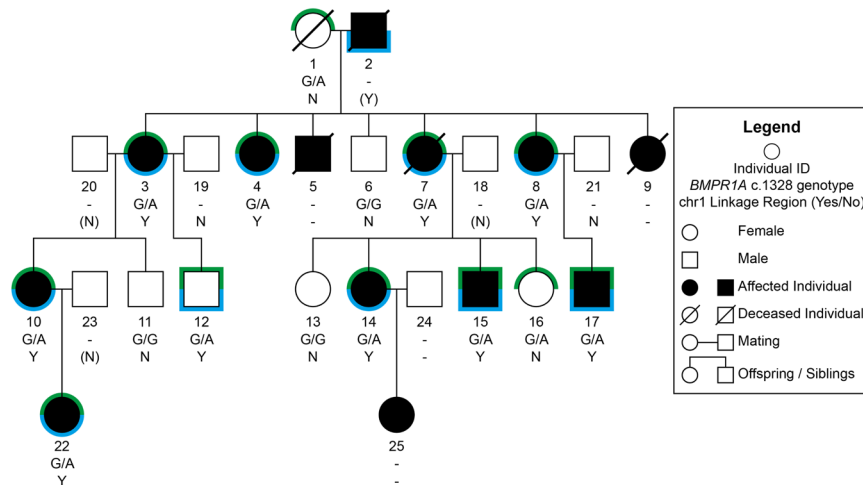 1
G/A
N
2
-
(Y)
20
-
(N)
3
G/A
Y
19
-
N
4
G/A
Y
5
-
-
6
G/G
N
7
G/A
Y
18
-
(N)
8
G/A
Y
21
-
N
9
-
-
10
G/A
Y
23
-
(N)
11
G/G
N
12
G/A
Y
13
G/G
N
14
G/A
Y
24
-
-
15
G/A
Y
16
G/A
N
17
G/A
Y
22
G/A
Y
25
-
-
Legend
Individual ID
BMPR1A c.1328 genotype
chr1 Linkage Region (Yes/No)
Female
Male
Affected Individual
Deceased Individual
Mating
Offspring / Siblings